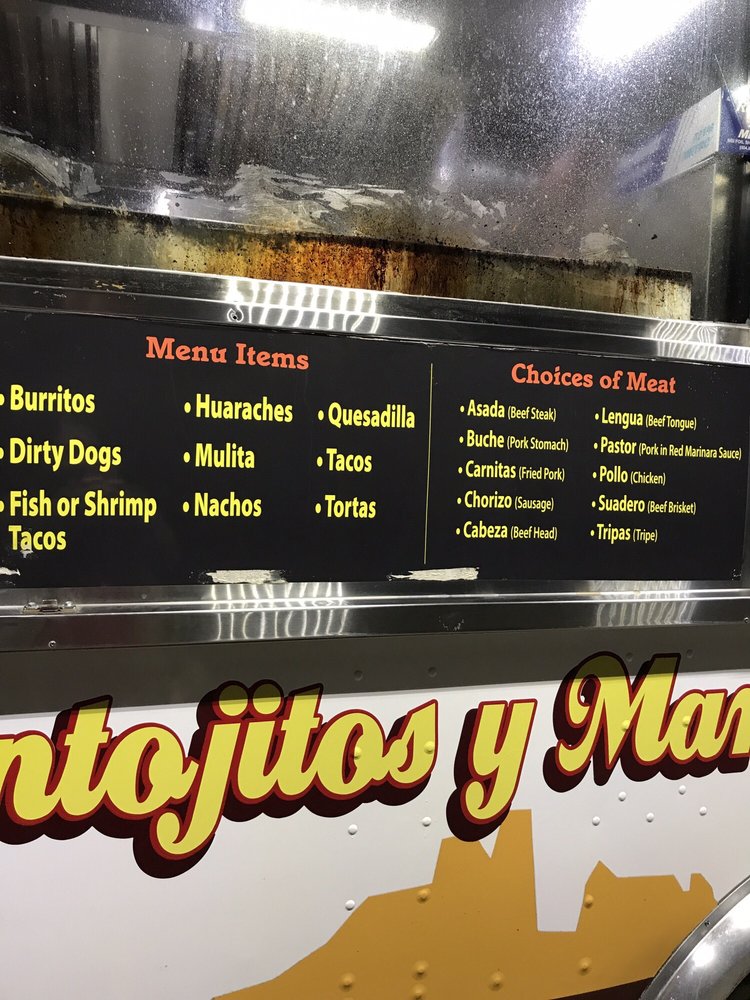 Menu Items
• Burritos
• Dirty Dogs
• Fish or Shrimp
Tacos
• Huaraches
• Mulita
• Nachos
• Quesadilla
• Tacos
• Tortas
Choices of Meat
• Asada (Beef Steak)
• Buche (Pork Stomach)
• Carnitas (Fried Pork)
• Chorizo (Sausage)
• Cabeza (Beef Head)
• Lengua (Beef Tongue)
• Pastor (Pork in Red Marinara Sauce)
• Pollo (Chicken)
• Suadero (Beef Brisket)
• Tripas (Tripe)
ntojitos y Mar